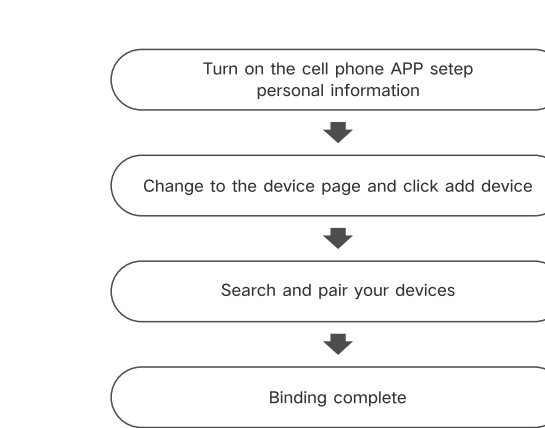 Turn on the cell phone APP setep
personal information
Change to the device page and click add device
Search and pair your devices
Binding complete